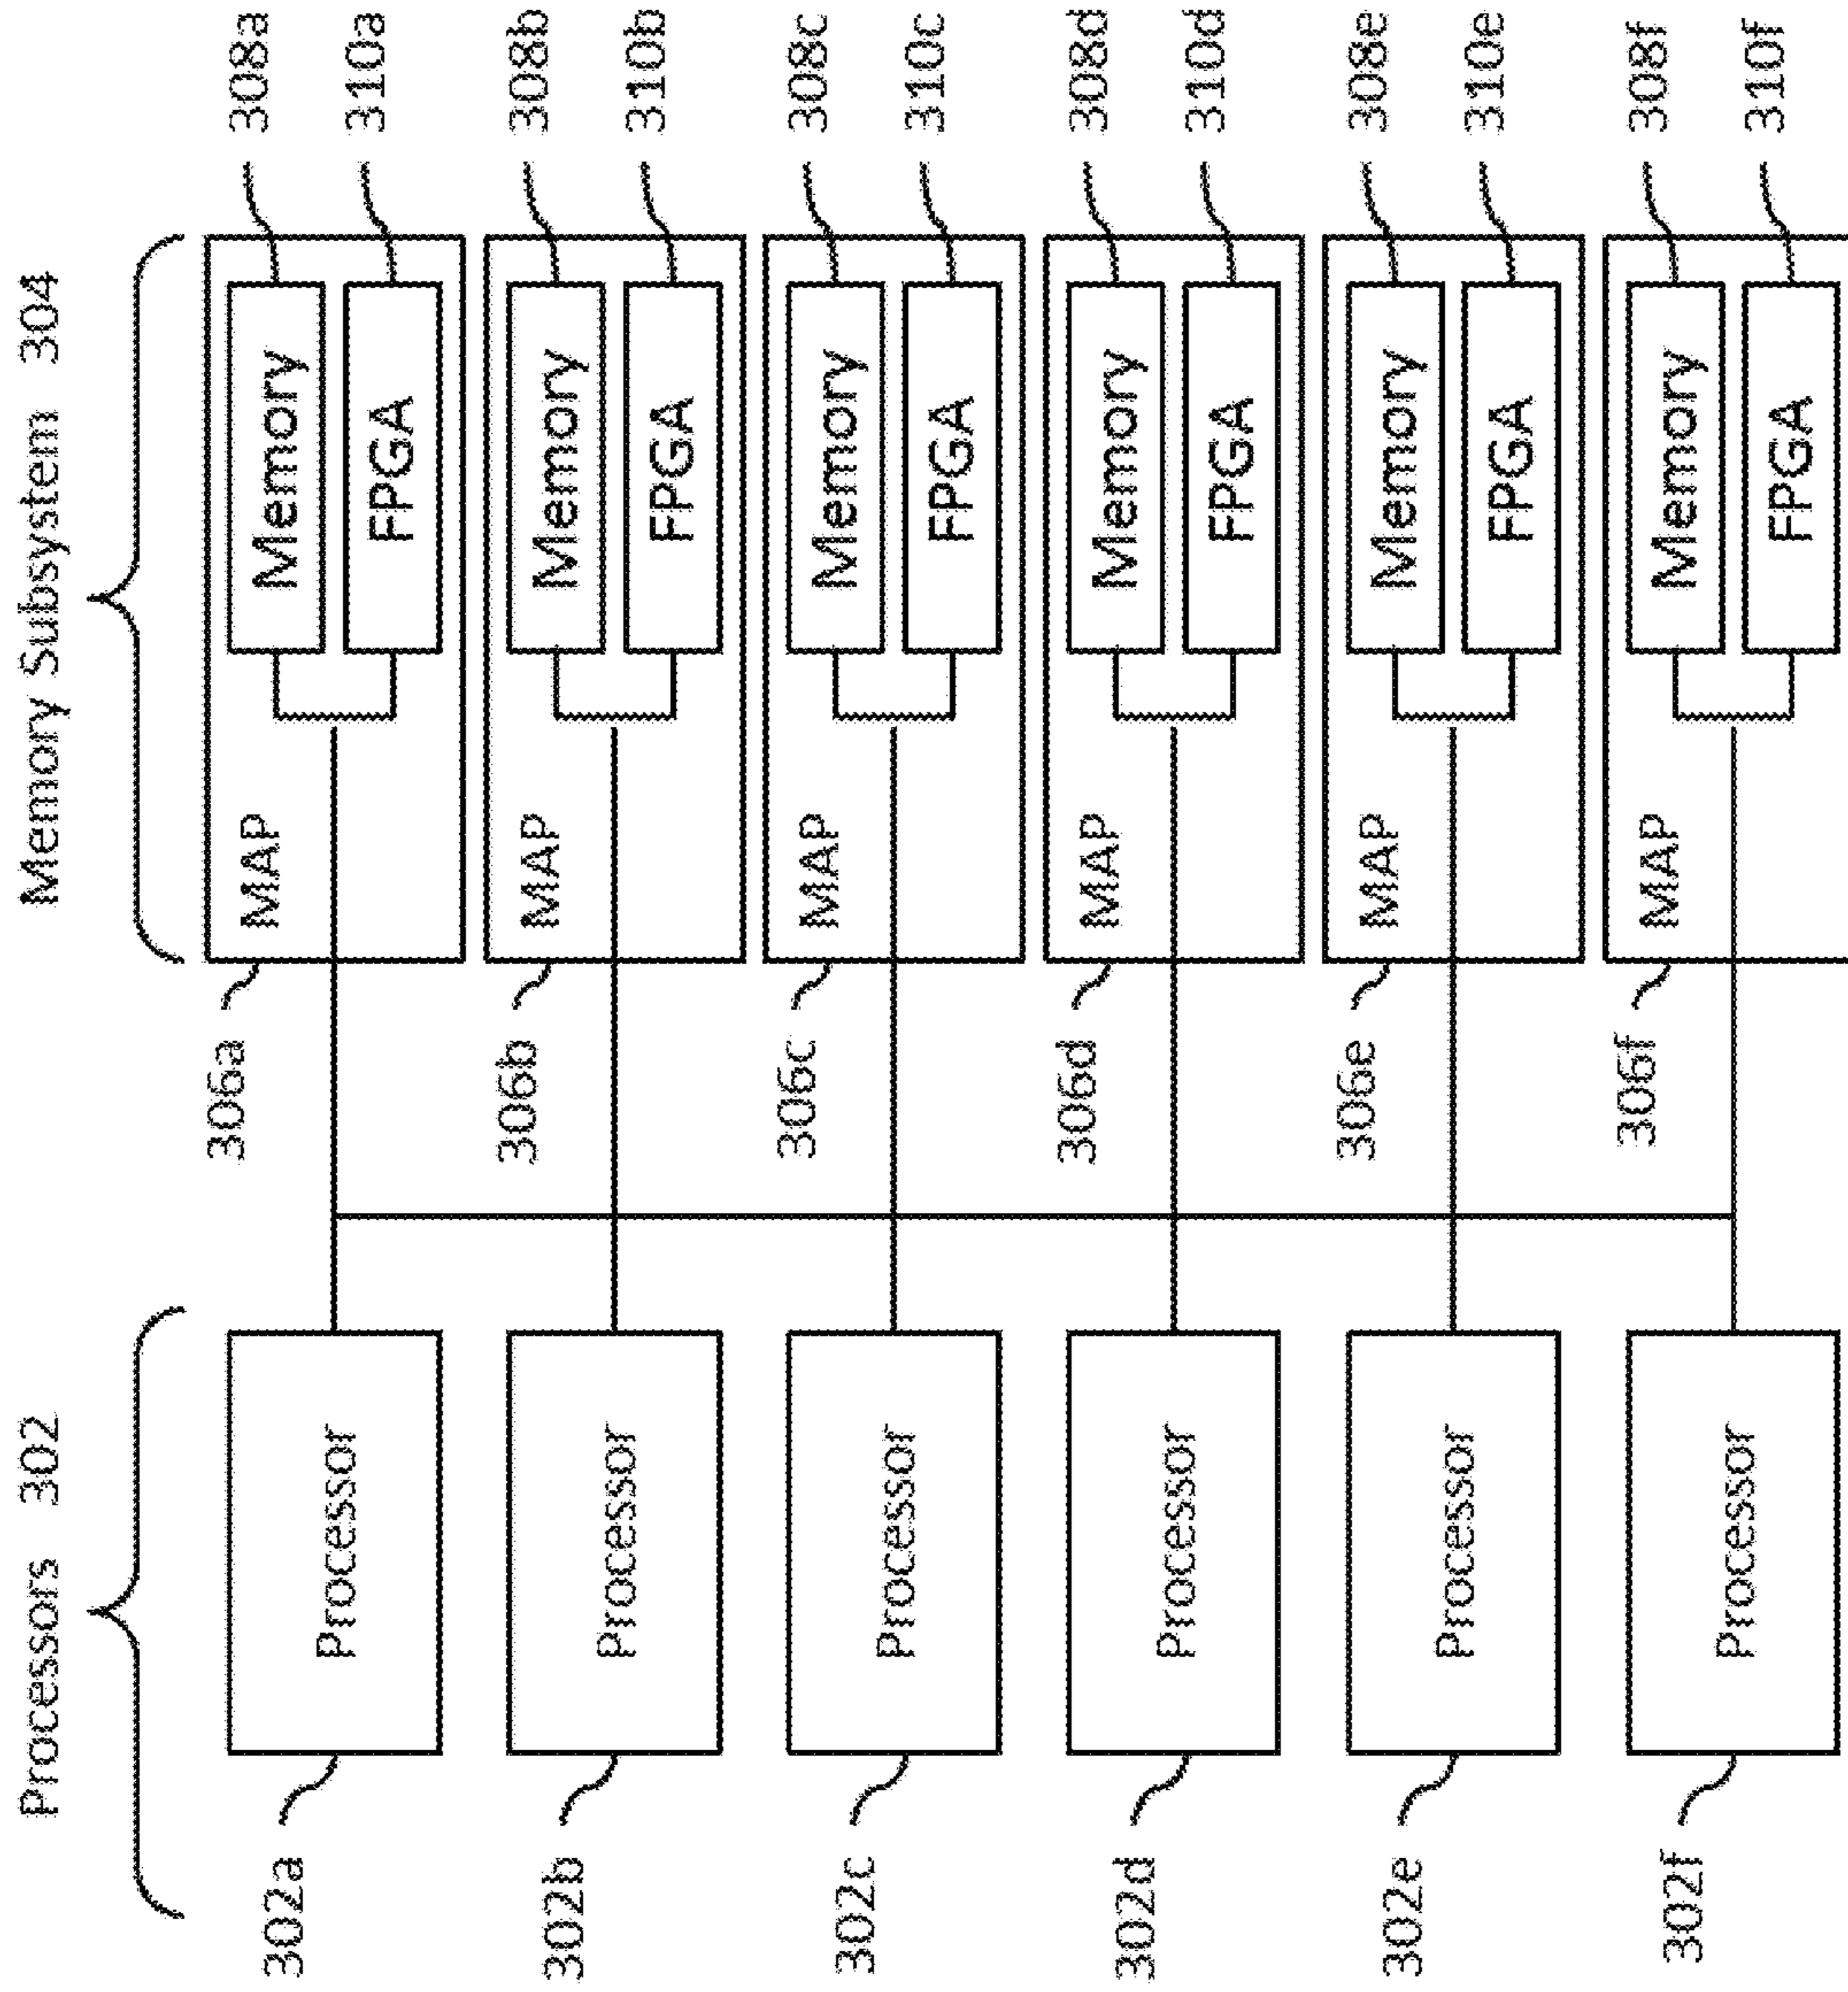 Processors 302
Memory Subsystem 304
302a
Processor
306a
MAP
Memory
308a
FPGA
310a
302b
Processor
306b
MAP
Memory
308b
FPGA
310b
302c
Processor
306c
MAP
Memory
308c
FPGA
310c
302d
Processor
306d
MAP
Memory
308d
FPGA
310d
302e
Processor
306e
MAP
Memory
308e
FPGA
310e
302f
Processor
306f
MAP
Memory
308f
FPGA
310f